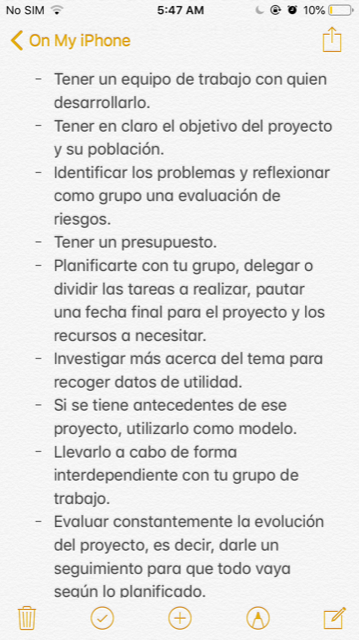 No SIM 5:47 AM 10%
On My iPhone
- Tener un equipo de trabajo con quien
desarrollarlo.
- Tener en claro el objetivo del proyecto
y su población.
- Identificar los problemas y reflexionar
como grupo una evaluación de
riesgos.
- Tener un presupuesto.
- Planificarte con tu grupo, delegar o
dividir las tareas a realizar, pautar
una fecha final para el proyecto y los
recursos a necesitar.
- Investigar más acerca del tema para
recoger datos de utilidad.
- Si se tiene antecedentes de ese
proyecto, utilizarlo como modelo.
- Llevarlo a cabo de forma
interdependiente con tu grupo de
trabajo.
- Evaluar constantemente la evolución
del proyecto, es decir, darle un
seguimiento para que todo vaya
según lo planificado.